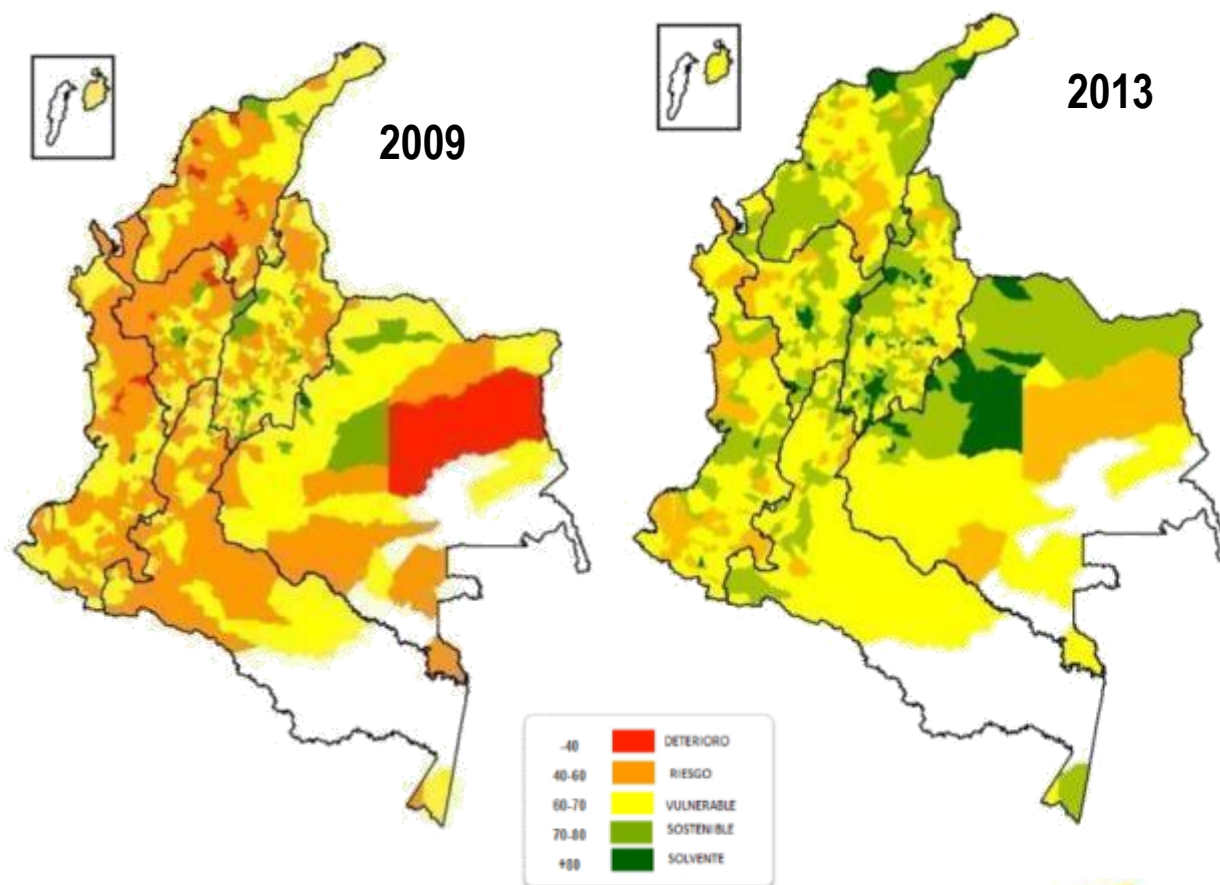 2009
2013
-40 DETERIORO
40-60 RIESGO
60-70 VULNERABLE
70-80 SOSTENIBLE
+80 SOLVENTE